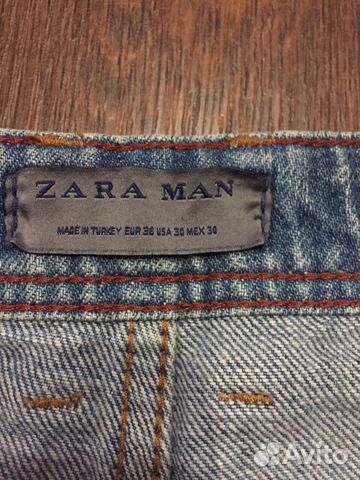 ZARA MAN
MADE IN TURKEY EUR 38 USA 30 MEX 30
Avito